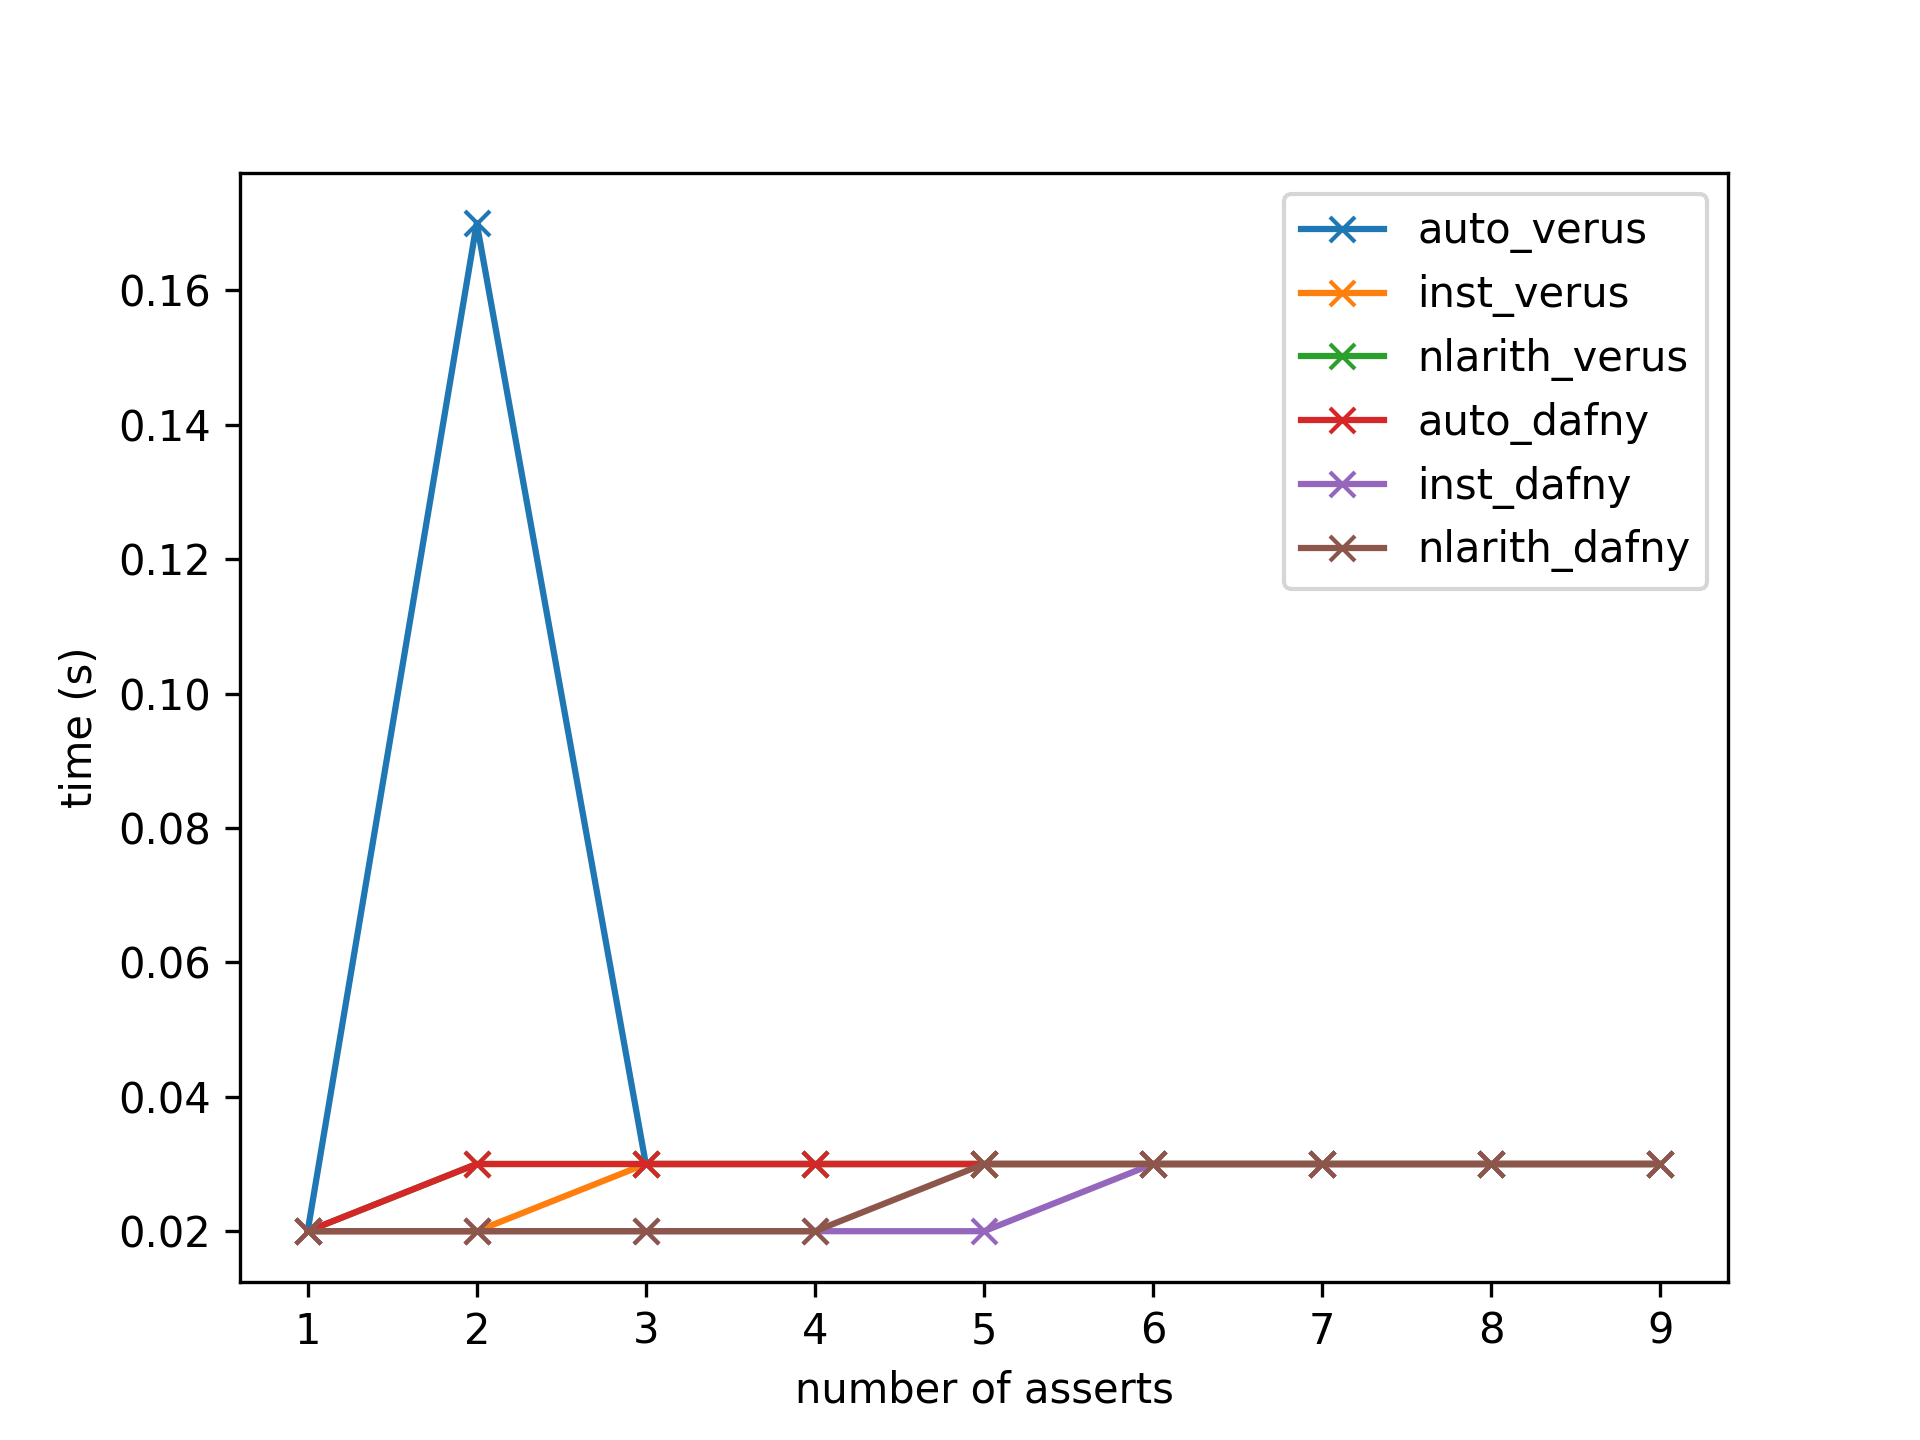 auto_verus
inst_verus
nlarith_verus
auto_dafny
inst_dafny
nlarith_dafny
0.16
0.14
0.12
0.10
0.08
0.06
0.04
0.02
time (s)
1 2 3 4 5 6 7 8 9
number of asserts